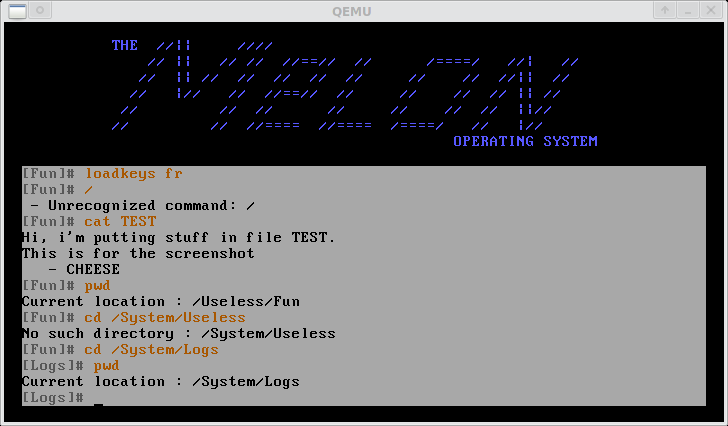 QEMU
THE
MELON
OPERATING SYSTEM
[Fun]# loadkeys fr
[Fun]# /
 - Unrecognized command: /
[Fun]# cat TEST
Hi, i'm putting stuff in file TEST.
This is for the screenshot
   - CHEESE
[Fun]# pwd
Current location : /Useless/Fun
[Fun]# cd /System/Useless
No such directory : /System/Useless
[Fun]# cd /System/Logs
[Logs]# pwd
Current location : /System/Logs
[Logs]# _